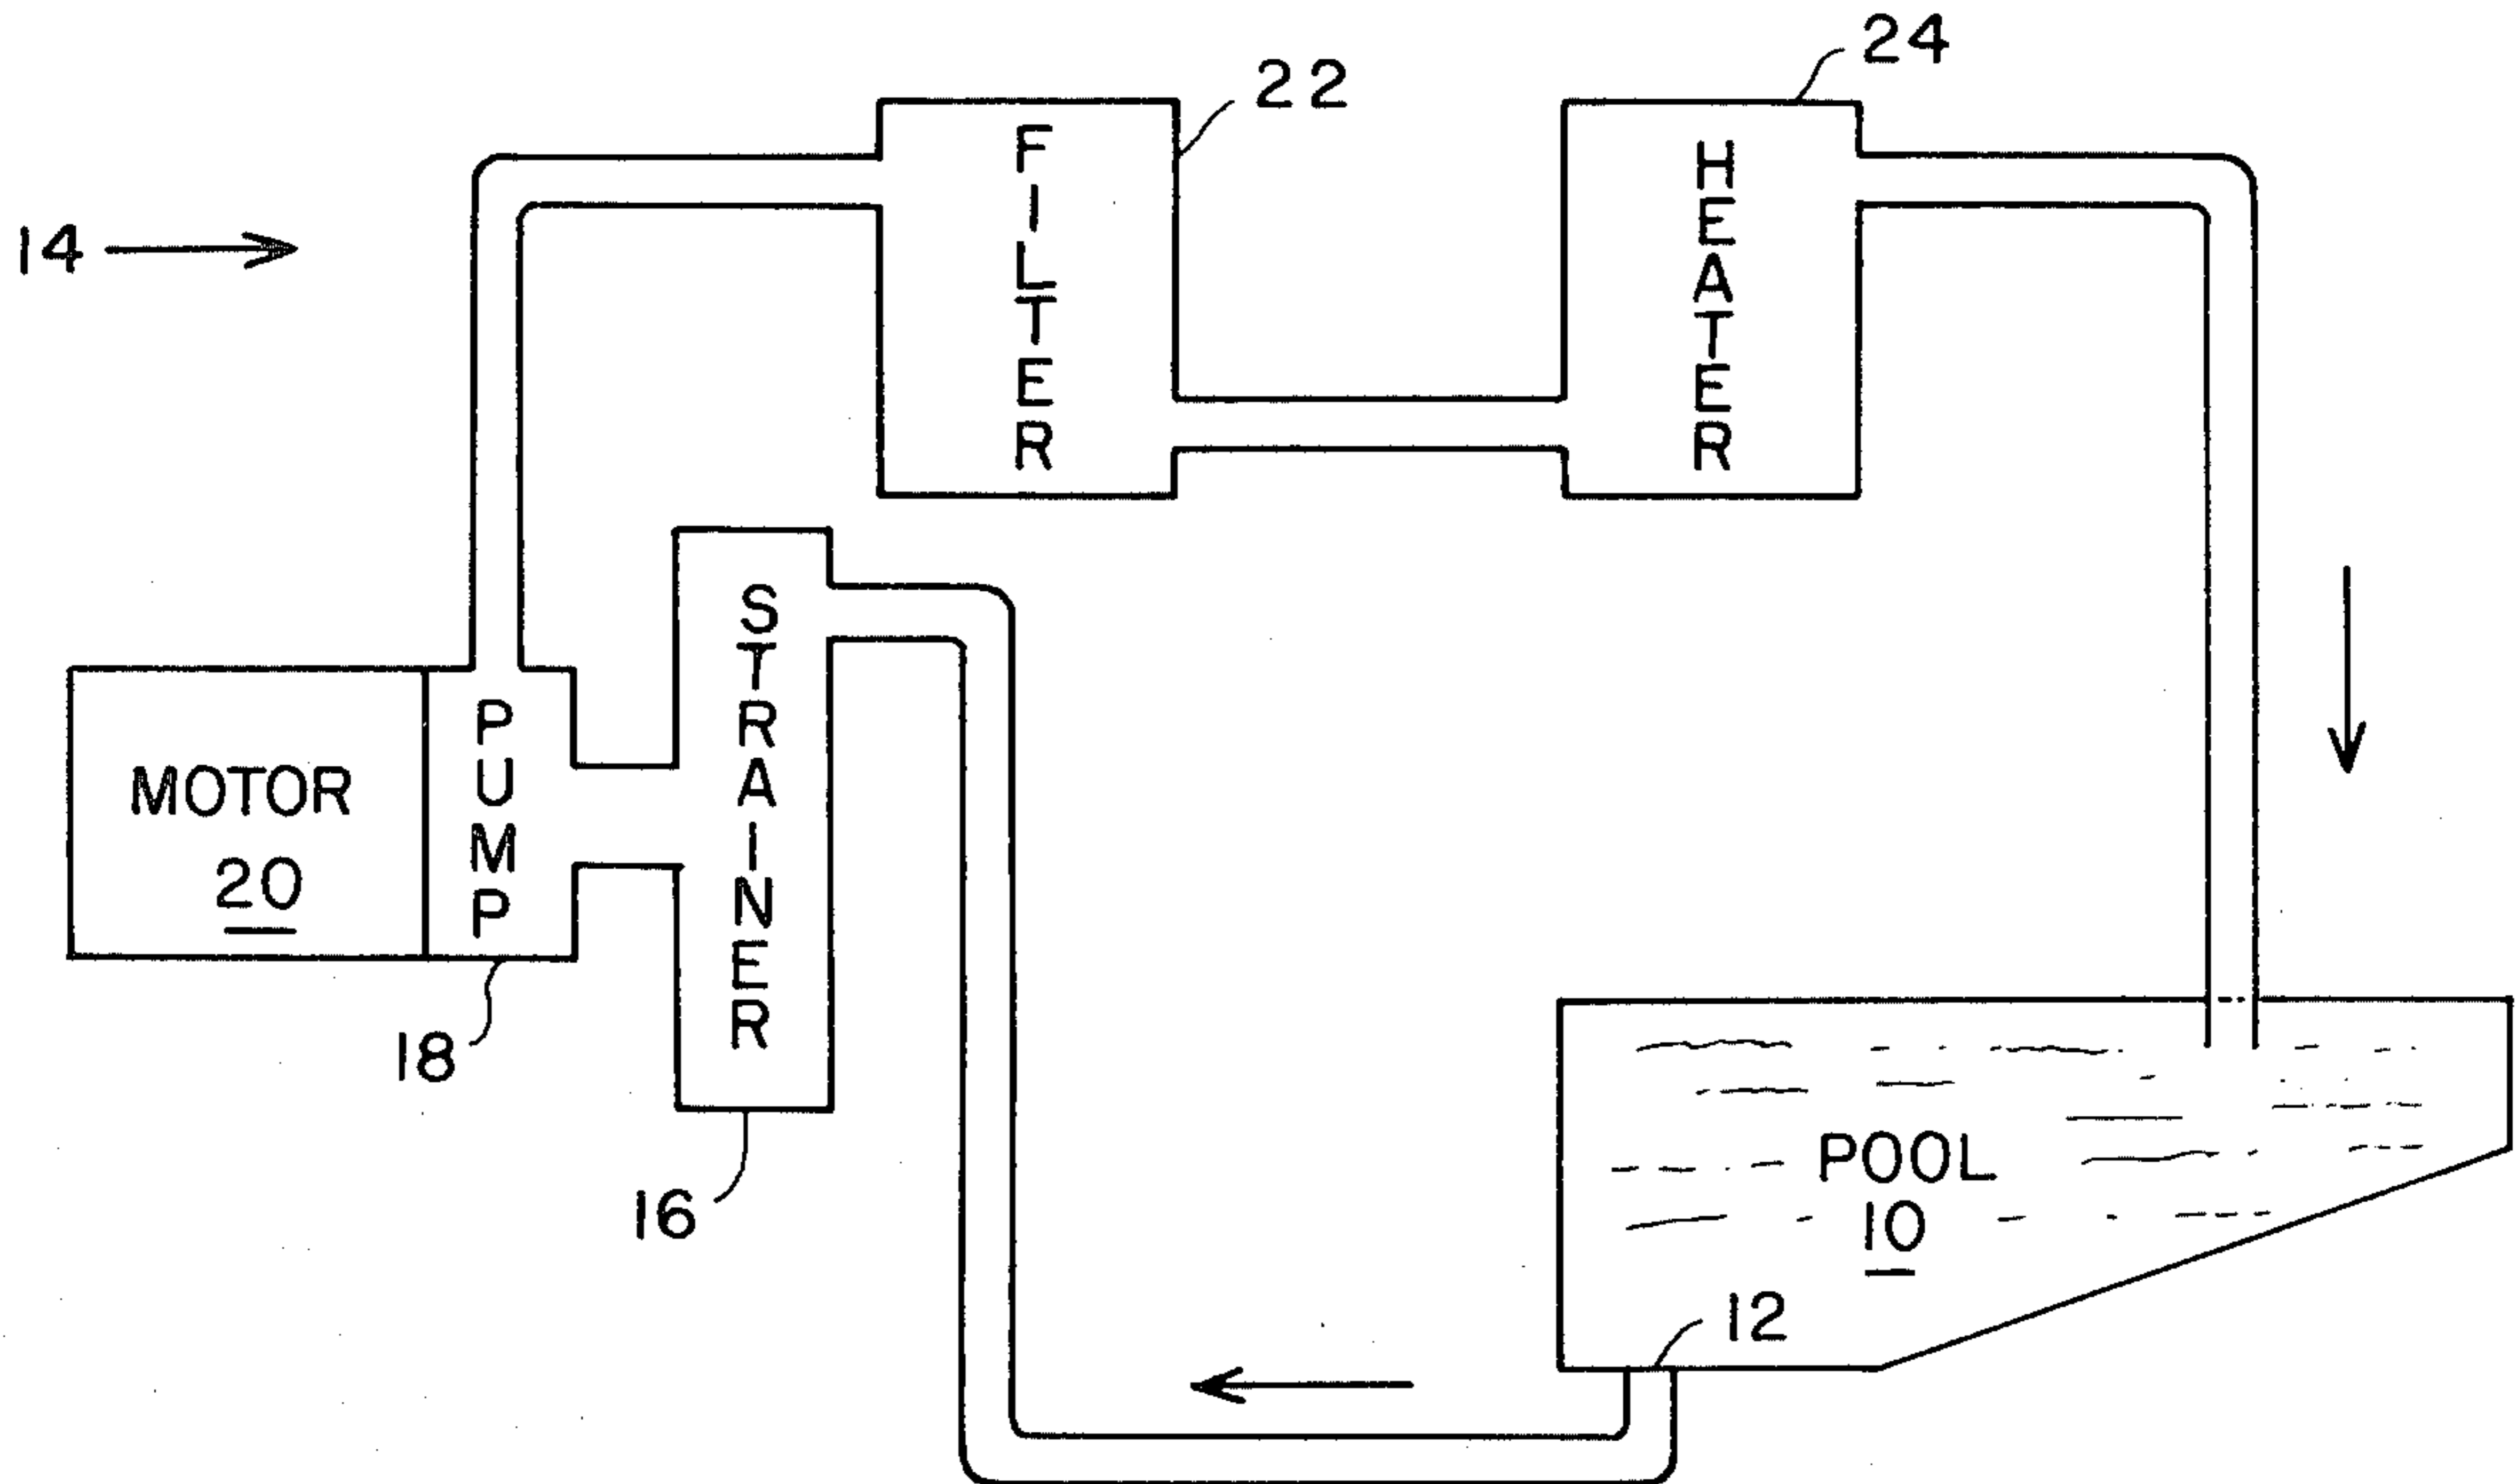 24
22
FILTER
HEATER
14
STRAINER
PUMP
MOTOR
20
18
16
POOL
10
12